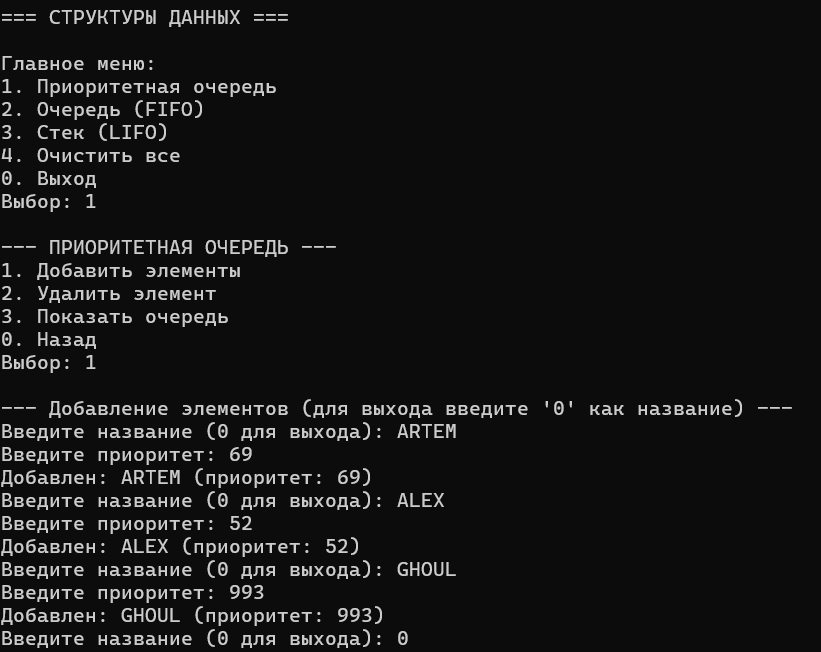 === СТРУКТУРЫ ДАННЫХ ===
Главное меню:
1. Приоритетная очередь
2. Очередь (FIFO)
3. Стек (LIFO)
4. Очистить все
0. Выход
Выбор: 1
--- ПРИОРИТЕТНАЯ ОЧЕРЕДЬ ---
1. Добавить элементы
2. Удалить элемент
3. Показать очередь
0. Назад
Выбор: 1
--- Добавление элементов (для выхода введите '0' как название) ---
Введите название (0 для выхода): ARTEM
Введите приоритет: 69
Добавлен: ARTEM (приоритет: 69)
Введите название (0 для выхода): ALEX
Введите приоритет: 52
Добавлен: ALEX (приоритет: 52)
Введите название (0 для выхода): GHOUL
Введите приоритет: 993
Добавлен: GHOUL (приоритет: 993)
Введите название (0 для выхода): 0